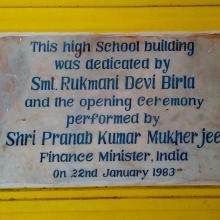 This high School building
was dedicated by
Smt. Rukmani Devi Birla
and the opening ceremony
performed by
Shri Pranab Kumar Mukherjee
Finance Minister, India
On 22nd January 1983